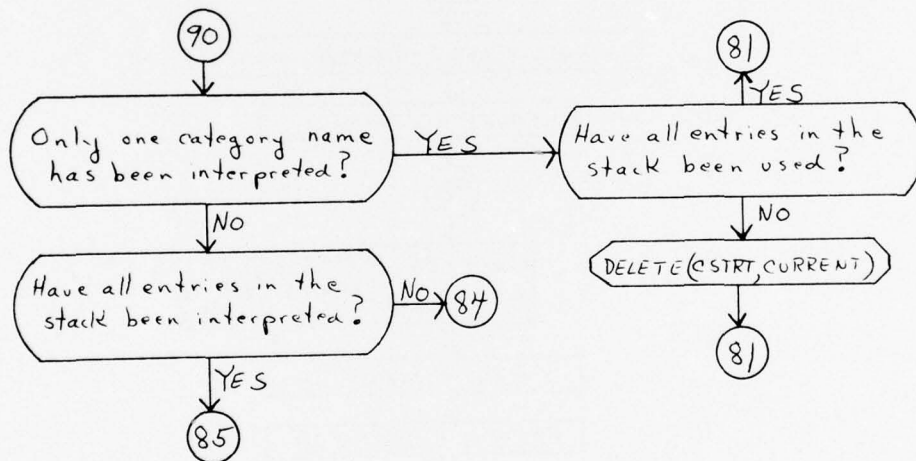 90
81
YES
Only one category name
has been interpreted?
YES
Have all entries in the
stack been used?
NO
NO
DELETE(CSTRT,CURRENT)
Have all entries in the
stack been interpreted?
NO
84
81
YES
85